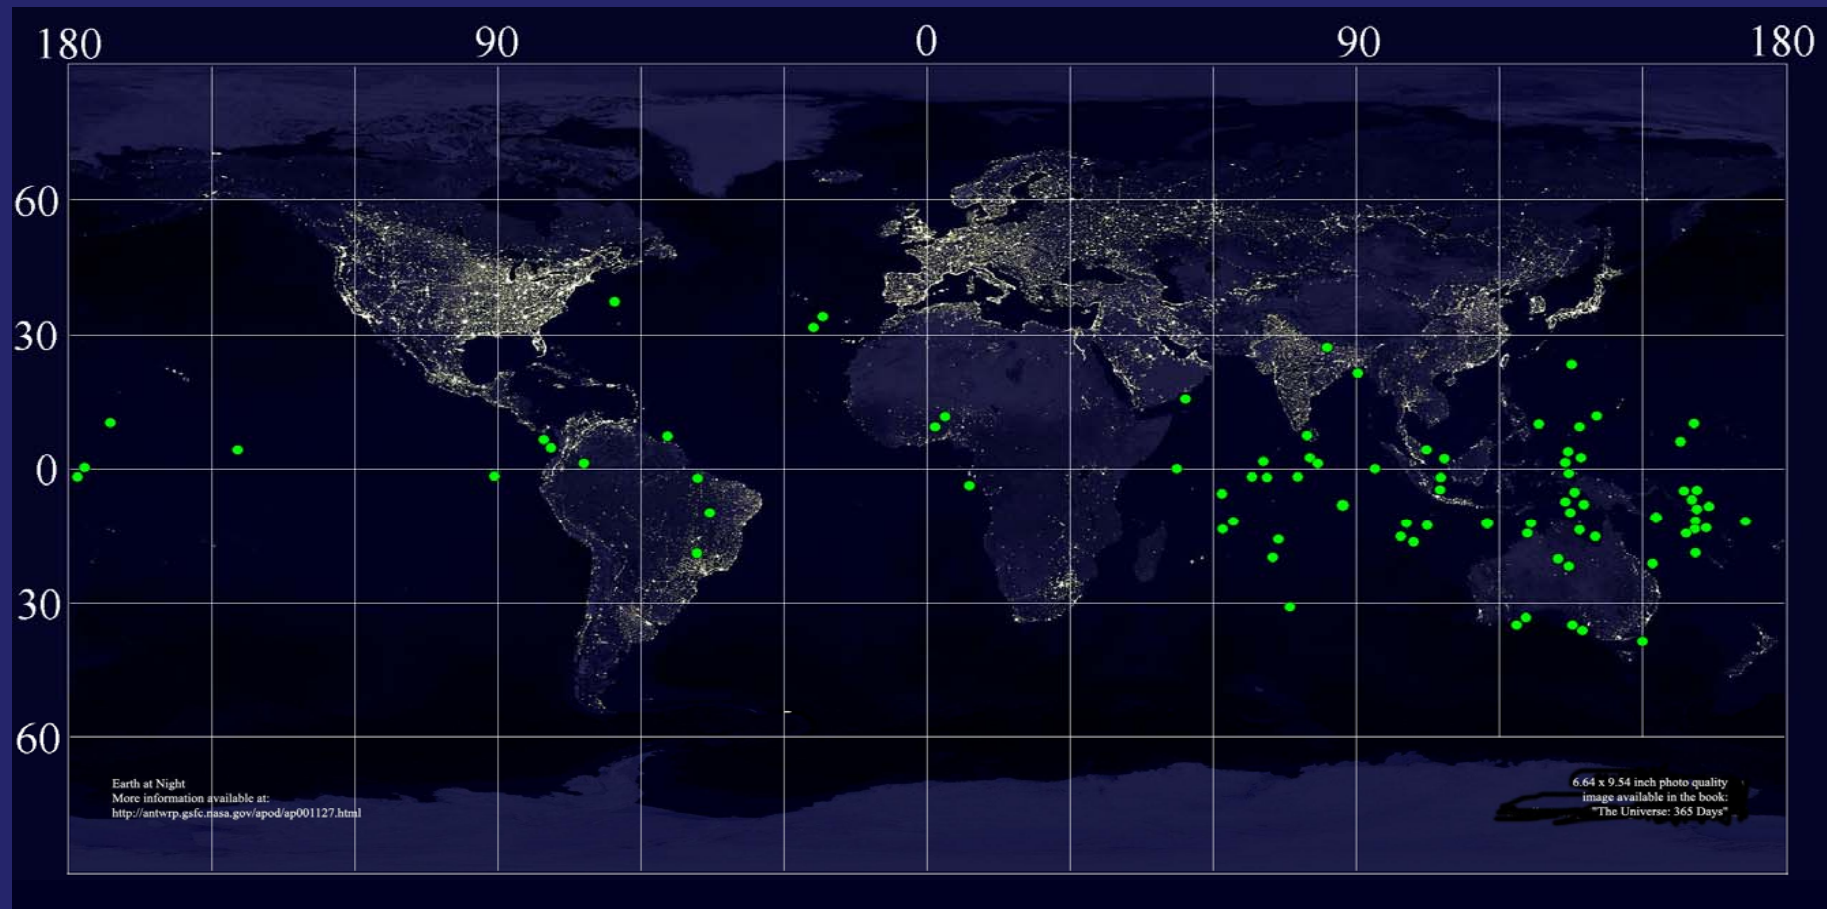 180 90 0 90 180
60
30
0
30
60
Earth at Night
More information available at:
http://antwrp.gsfc.nasa.gov/apod/ap001127.html
6.64 x 9.54 inch photo quality
image available in the book:
"The Universe: 365 Days"